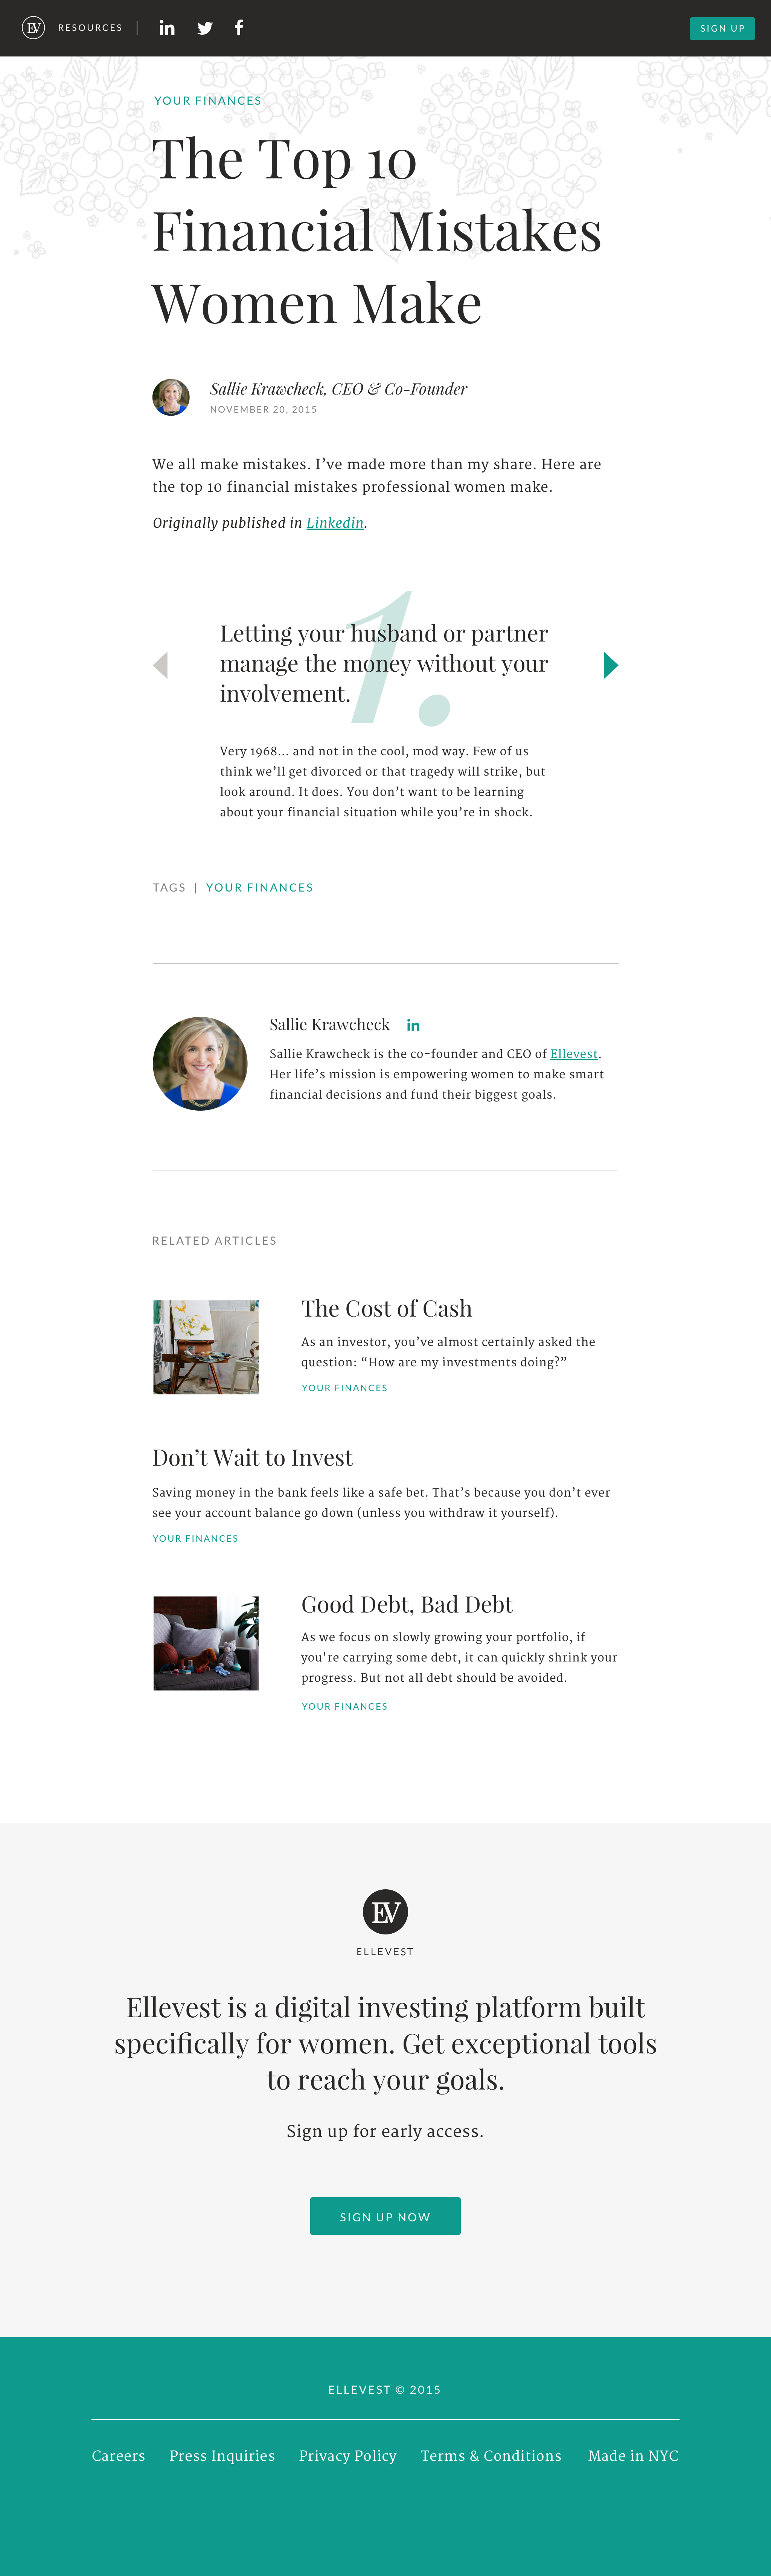 EV RESOURCES | SIGN UP
YOUR FINANCES
The Top 10
Financial Mistakes
Women Make
Sallie Krawcheck, CEO & Co-Founder
NOVEMBER 20, 2015
We all make mistakes. I’ve made more than my share. Here are
the top 10 financial mistakes professional women make.
Originally published in Linkedin.
1.
Letting your husband or partner
manage the money without your
involvement.
Very 1968... and not in the cool, mod way. Few of us
think we’ll get divorced or that tragedy will strike, but
look around. It does. You don’t want to be learning
about your financial situation while you’re in shock.
TAGS | YOUR FINANCES
Sallie Krawcheck in
Sallie Krawcheck is the co-founder and CEO of Ellevest.
Her life’s mission is empowering women to make smart
financial decisions and fund their biggest goals.
RELATED ARTICLES
The Cost of Cash
As an investor, you’ve almost certainly asked the
question: “How are my investments doing?”
YOUR FINANCES
Don’t Wait to Invest
Saving money in the bank feels like a safe bet. That’s because you don’t ever
see your account balance go down (unless you withdraw it yourself).
YOUR FINANCES
Good Debt, Bad Debt
As we focus on slowly growing your portfolio, if
you're carrying some debt, it can quickly shrink your
progress. But not all debt should be avoided.
YOUR FINANCES
EV
ELLEVEST
Ellevest is a digital investing platform built
specifically for women. Get exceptional tools
to reach your goals.
Sign up for early access.
SIGN UP NOW
ELLEVEST © 2015
Careers Press Inquiries Privacy Policy Terms & Conditions Made in NYC